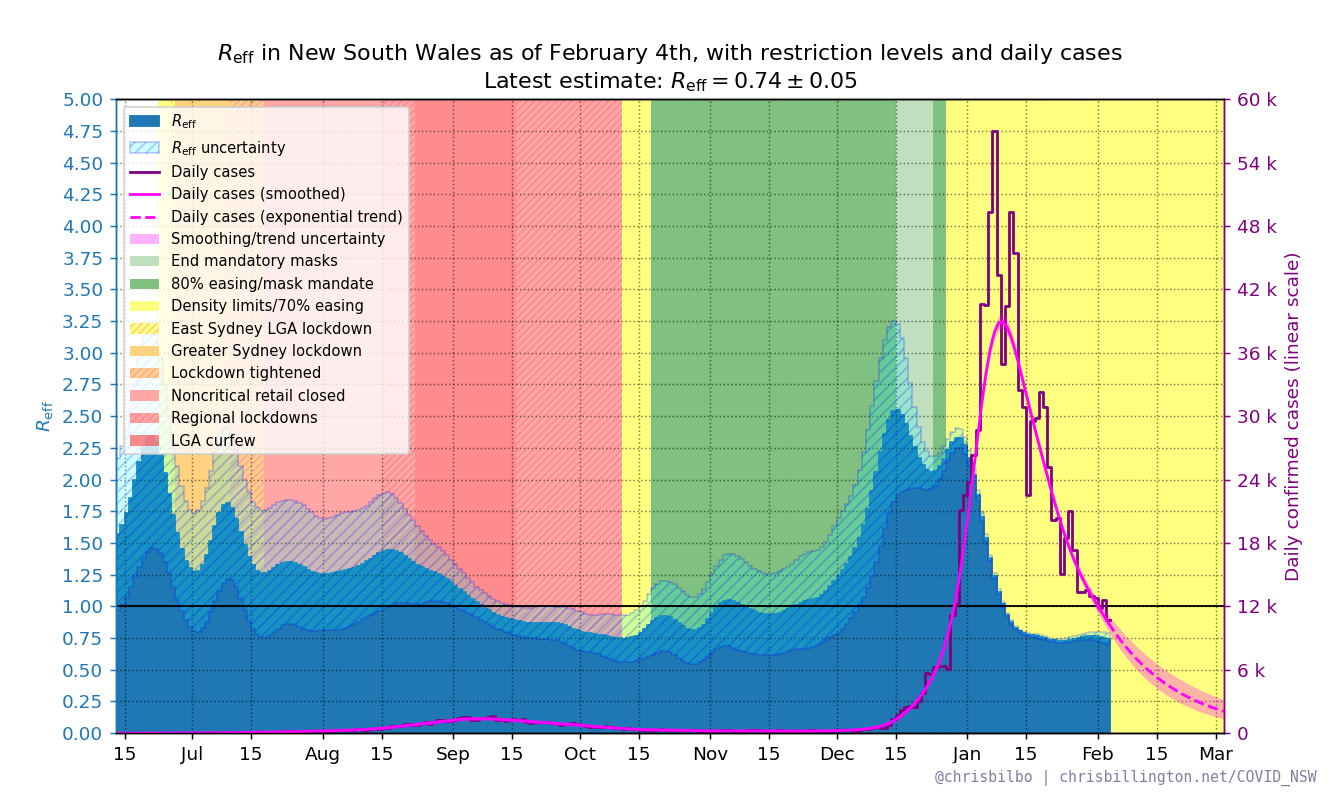 R_eff in New South Wales as of February 4th, with restriction levels and daily cases
Latest estimate: R_eff = 0.74 ± 0.05
R_eff
R_eff uncertainty
Daily cases
Daily cases (smoothed)
Daily cases (exponential trend)
Smoothing/trend uncertainty
End mandatory masks
80% easing/mask mandate
Density limits/70% easing
East Sydney LGA lockdown
Greater Sydney lockdown
Lockdown tightened
Noncritical retail closed
Regional lockdowns
LGA curfew
R_eff
5.00
4.75
4.50
4.25
4.00
3.75
3.50
3.25
3.00
2.75
2.50
2.25
2.00
1.75
1.50
1.25
1.00
0.75
0.50
0.25
0.00
60 k
54 k
48 k
42 k
36 k
30 k
24 k
18 k
12 k
6 k
0
Daily confirmed cases (linear scale)
15 Jul 15 Aug 15 Sep 15 Oct 15 Nov 15 Dec 15 Jan 15 Feb 15 Mar
@chrisbilbo | chrisbillington.net/COVID_NSW